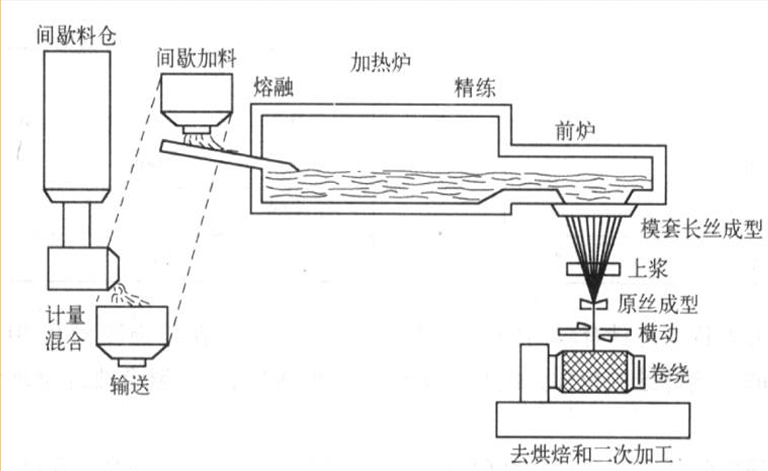 间歇料仓
间歇加料
加热炉
熔融
精练
前炉
模套长丝成型
上浆
原丝成型
横动
卷绕
计量
混合
输送
去烘焙和二次加工